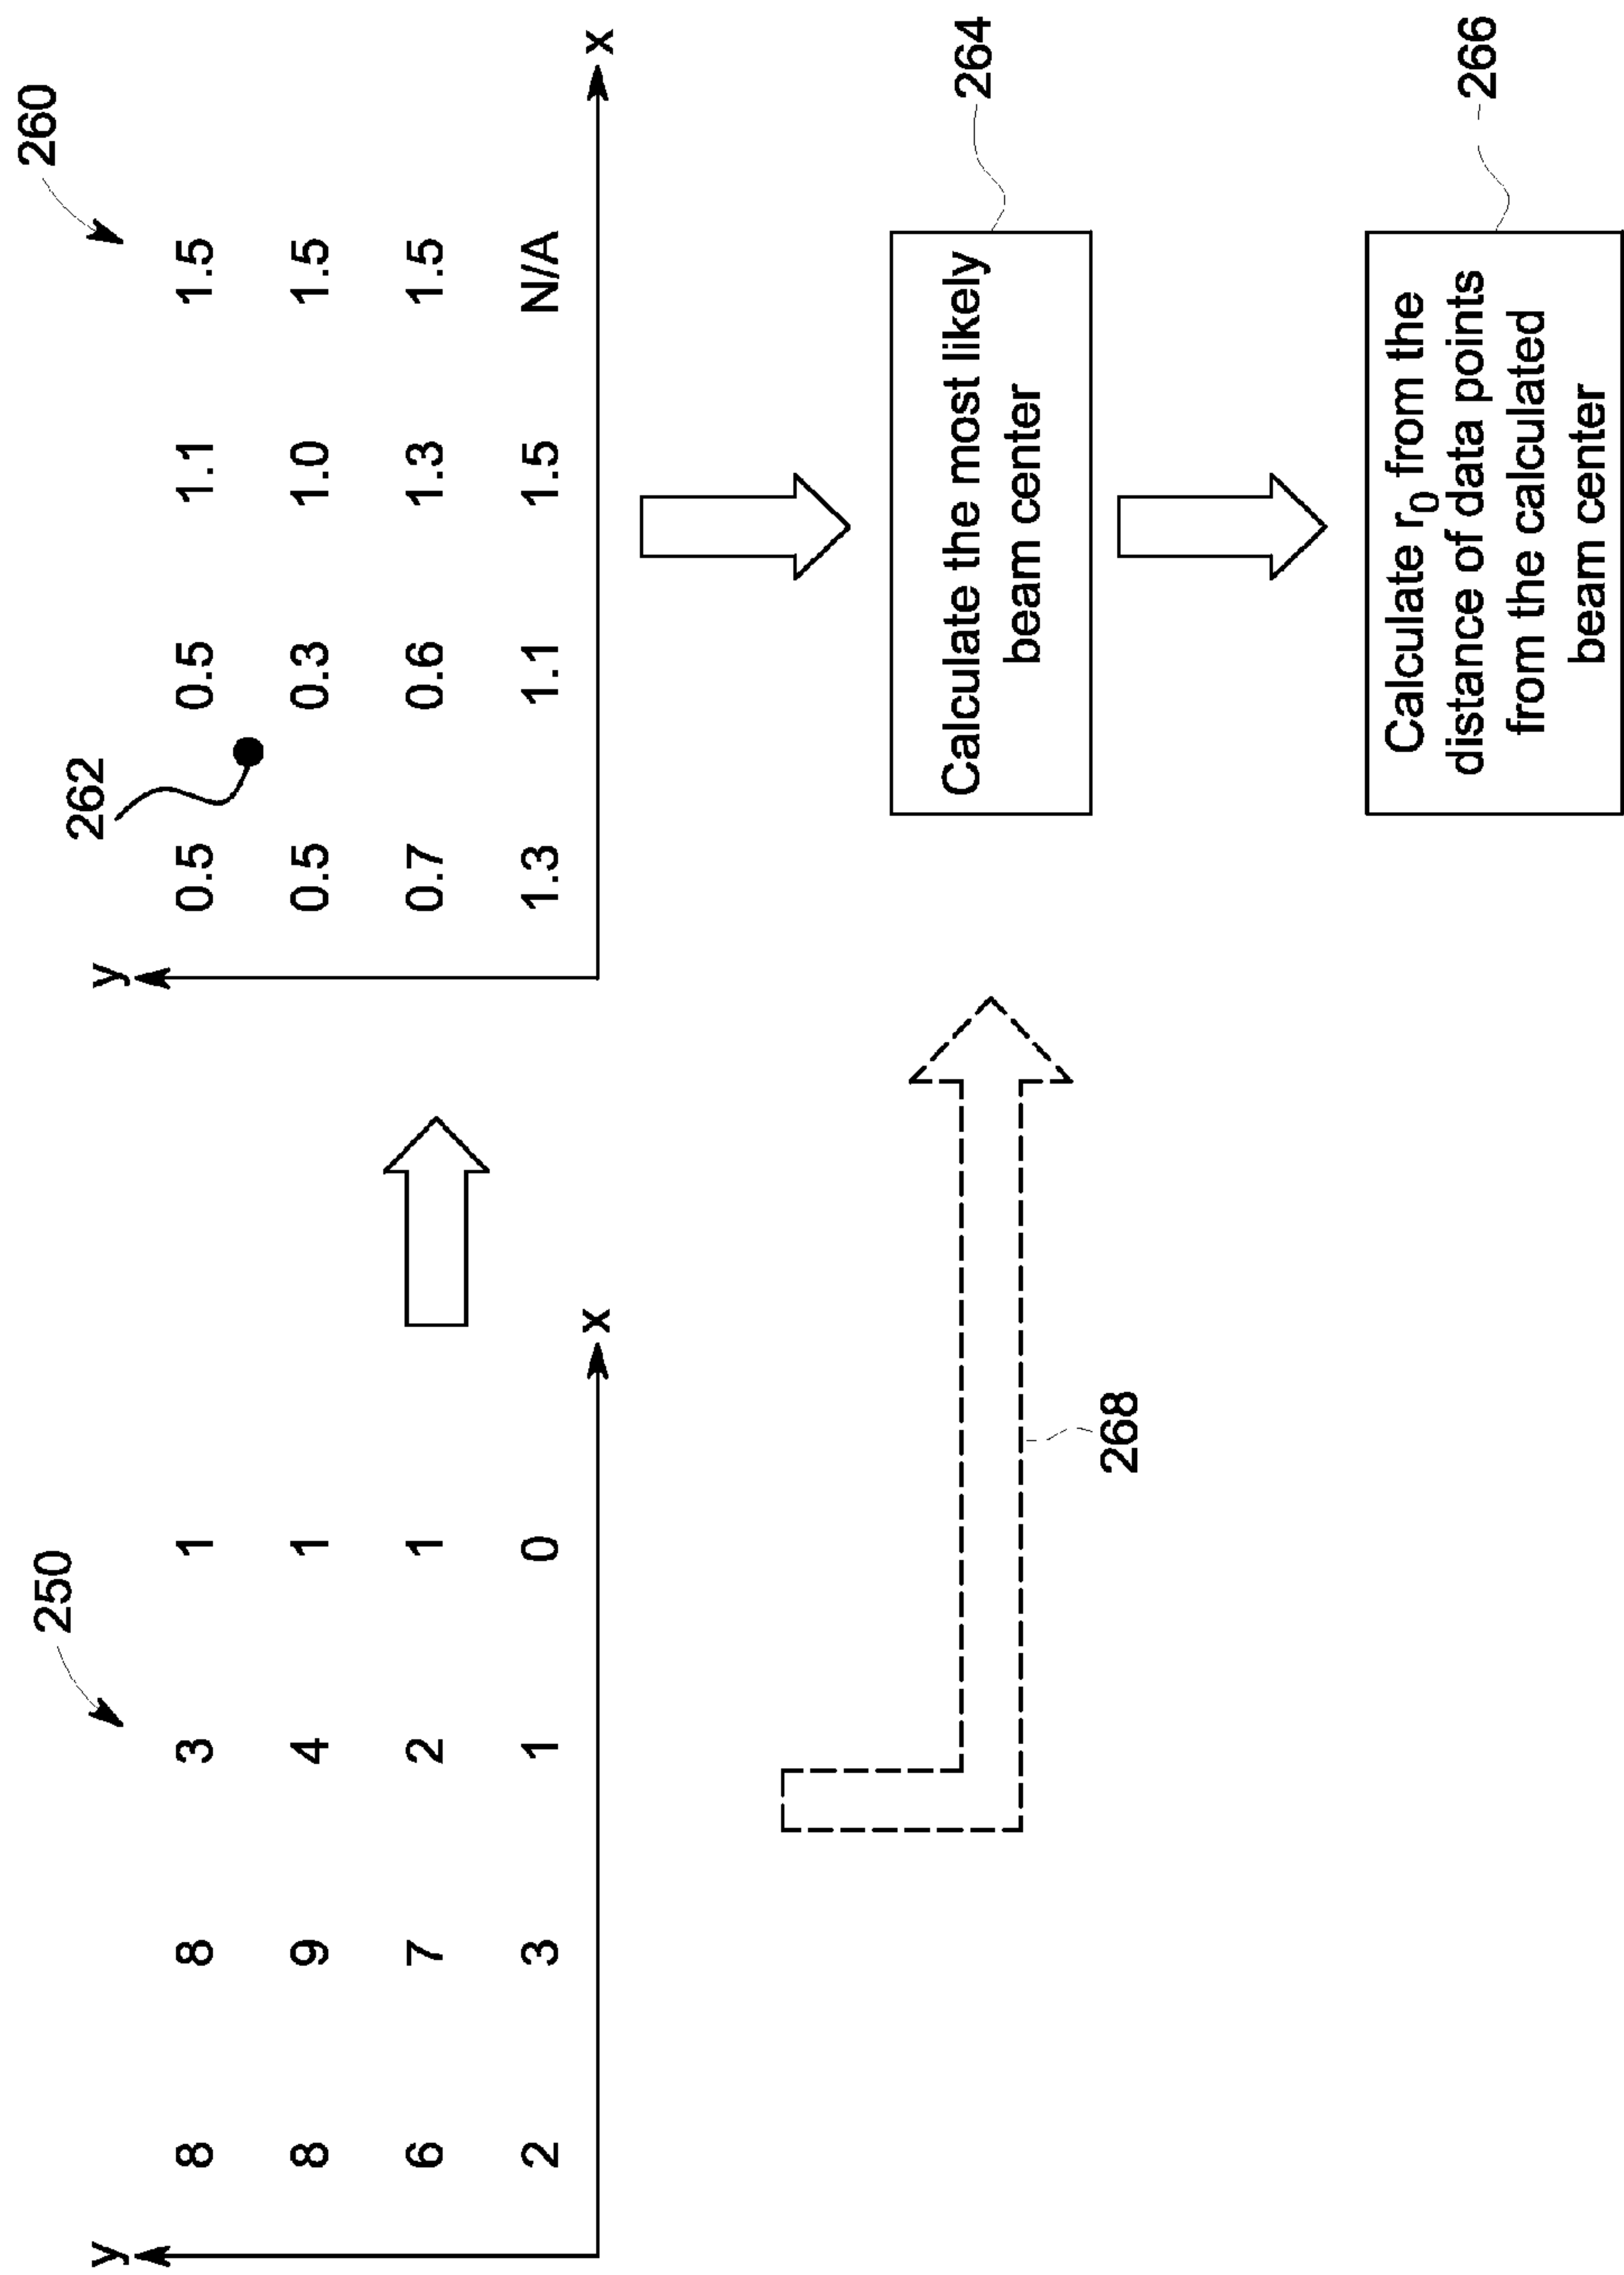 250
y
8 8 3 1
8 9 4 1
6 7 2 1
2 3 1 0
x
260
262
y
0.5 0.5 1.1 1.5
0.5 0.3 1.0 1.5
0.7 0.6 1.3 1.5
1.3 1.1 1.5 N/A
x
268
Calculate the most likely
beam center
264
Calculate r0 from the
distance of data points
from the calculated
beam center
266